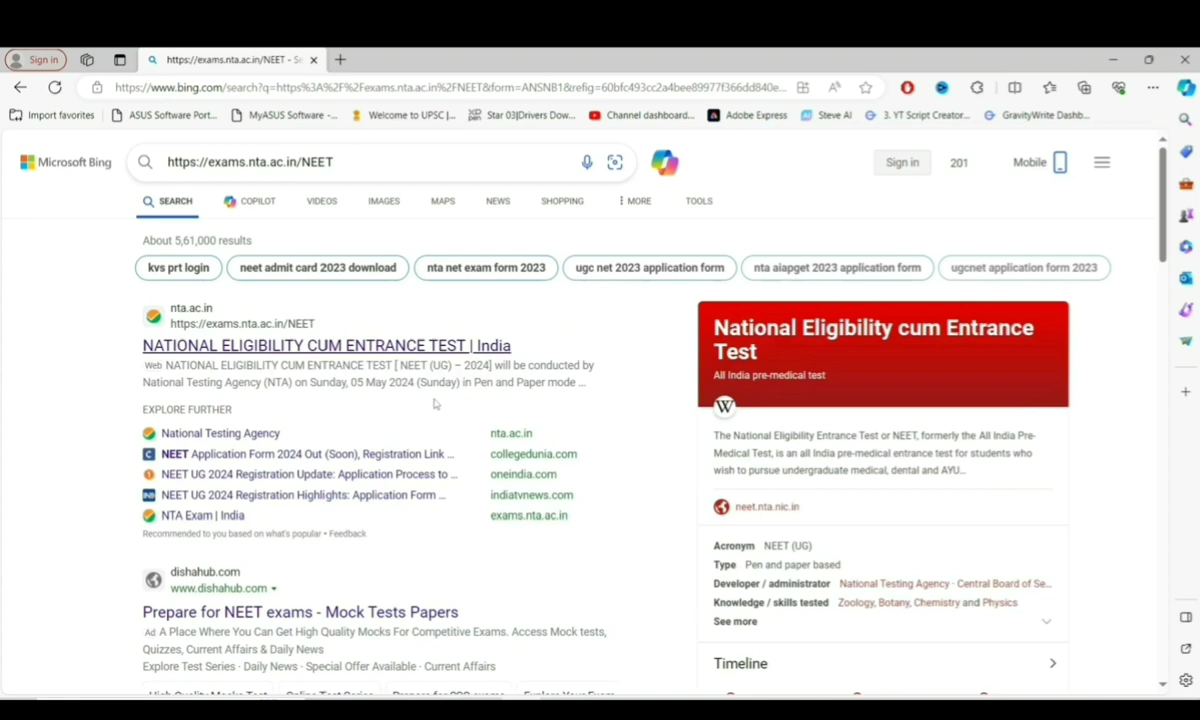 Sign in
https://exams.nta.ac.in/NEET - Se
https://www.bing.com/search?q=https%3A%2F%2Fexams.nta.ac.in%2FNEET&form=ANSNB1&refig=60bfc493cc2a4bee89977f366dd840e...
Import favorites
ASUS Software Port...
MyASUS Software -...
Welcome to UPSC |...
Star 03|Drivers Dow...
Channel dashboard...
Adobe Express
Steve AI
3. YT Script Creator...
GravityWrite Dashb...
Microsoft Bing
https://exams.nta.ac.in/NEET
Sign in
201
Mobile
SEARCH
COPILOT
VIDEOS
IMAGES
MAPS
NEWS
SHOPPING
MORE
TOOLS
About 5,61,000 results
kvs prt login
neet admit card 2023 download
nta net exam form 2023
ugc net 2023 application form
nta aiapget 2023 application form
ugcnet application form 2023
nta.ac.in
https://exams.nta.ac.in/NEET
NATIONAL ELIGIBILITY CUM ENTRANCE TEST | India
Web NATIONAL ELIGIBILITY CUM ENTRANCE TEST [ NEET (UG) – 2024] will be conducted by
National Testing Agency (NTA) on Sunday, 05 May 2024 (Sunday) in Pen and Paper mode ...
EXPLORE FURTHER
National Testing Agency nta.ac.in
NEET Application Form 2024 Out (Soon), Registration Link ... collegedunia.com
NEET UG 2024 Registration Update: Application Process to ... oneindia.com
NEET UG 2024 Registration Highlights: Application Form ... indiatvnews.com
NTA Exam | India exams.nta.ac.in
Recommended to you based on what's popular • Feedback
dishahub.com
www.dishahub.com
Prepare for NEET exams - Mock Tests Papers
Ad A Place Where You Can Get High Quality Mocks For Competitive Exams. Access Mock tests,
Quizzes, Current Affairs & Daily News
Explore Test Series · Daily News · Special Offer Available · Current Affairs
National Eligibility cum Entrance
Test
All India pre-medical test
W
The National Eligibility Entrance Test or NEET, formerly the All India Pre-
Medical Test, is an all India pre-medical entrance test for students who
wish to pursue undergraduate medical, dental and AYU...
neet.nta.nic.in
Acronym NEET (UG)
Type Pen and paper based
Developer / administrator National Testing Agency · Central Board of Se...
Knowledge / skills tested Zoology, Botany, Chemistry and Physics
See more
Timeline